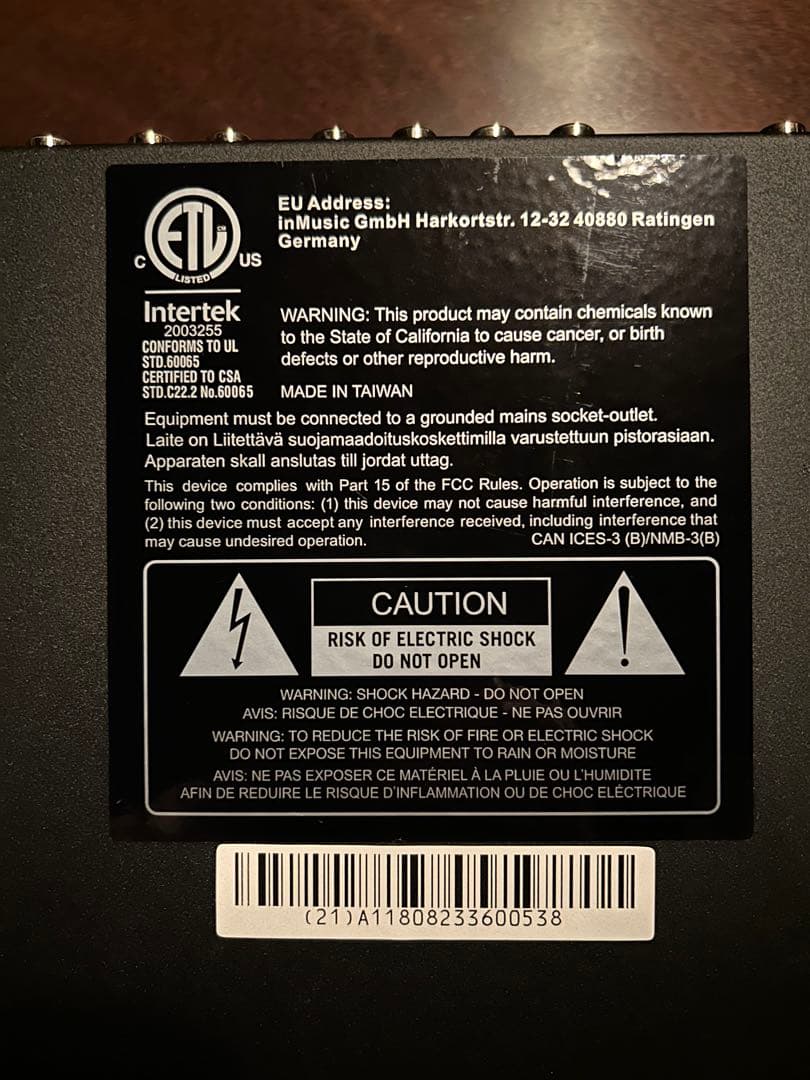 EU Address:
inMusic GmbH Harkortstr. 12-32 40880 Ratingen
Germany
ETL
CM
C
US
LISTED
Intertek
2003255
CONFORMS TO UL
STD.60065
CERTIFIED TO CSA
STD.C22.2 No.60065
WARNING: This product may contain chemicals known
to the State of California to cause cancer, or birth
defects or other reproductive harm.
MADE IN TAIWAN
Equipment must be connected to a grounded mains socket-outlet.
Laite on Liitettävä suojamaadoituskoskettimilla varustettuun pistorasiaan.
Apparaten skall anslutas till jordat uttag.
This device complies with Part 15 of the FCC Rules. Operation is subject to the
following two conditions: (1) this device may not cause harmful interference, and
(2) this device must accept any interference received, including interference that
may cause undesired operation. CAN ICES-3 (B)/NMB-3(B)
CAUTION
RISK OF ELECTRIC SHOCK
DO NOT OPEN
WARNING: SHOCK HAZARD - DO NOT OPEN
AVIS: RISQUE DE CHOC ELECTRIQUE - NE PAS OUVRIR
WARNING: TO REDUCE THE RISK OF FIRE OR ELECTRIC SHOCK
DO NOT EXPOSE THIS EQUIPMENT TO RAIN OR MOISTURE
AVIS: NE PAS EXPOSER CE MATÉRIEL À LA PLUIE OU L'HUMIDITE
AFIN DE REDUIRE LE RISQUE D'INFLAMMATION OU DE CHOC ELÉCTRIQUE
(21)A11808233600538